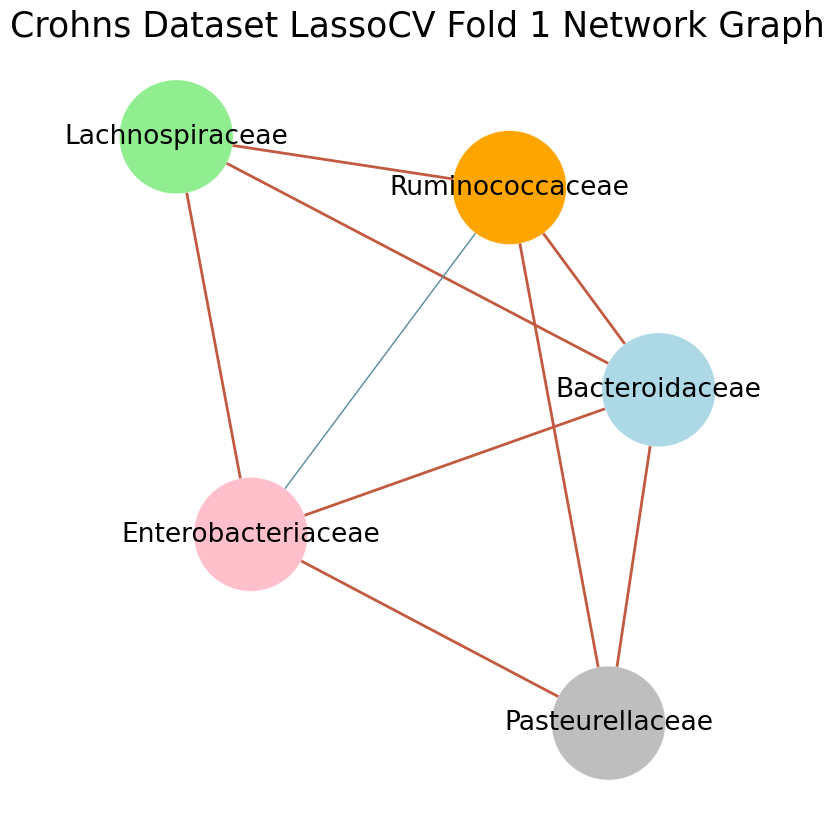 Crohns Dataset LassoCV Fold 1 Network Graph
Lachnospiraceae
Ruminococcaceae
Bacteroidaceae
Enterobacteriaceae
Pasteurellaceae